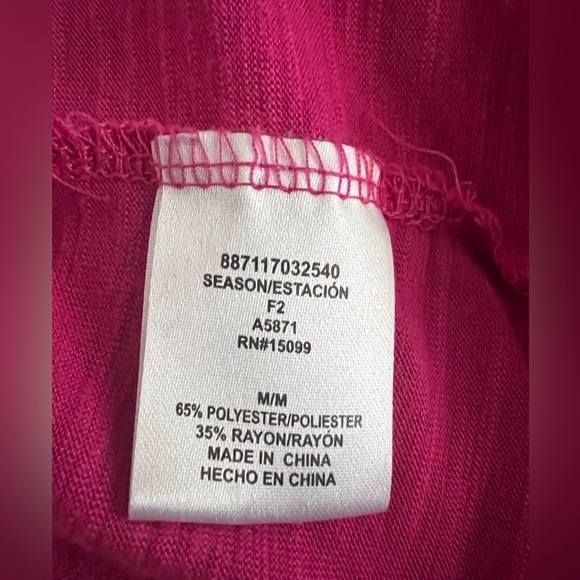 887117032540
SEASON/ESTACIÓN
F2
A5871
RN#15099
M/M
65% POLYESTER/POLIESTER
35% RAYON/RAYÓN
MADE IN CHINA
HECHO EN CHINA